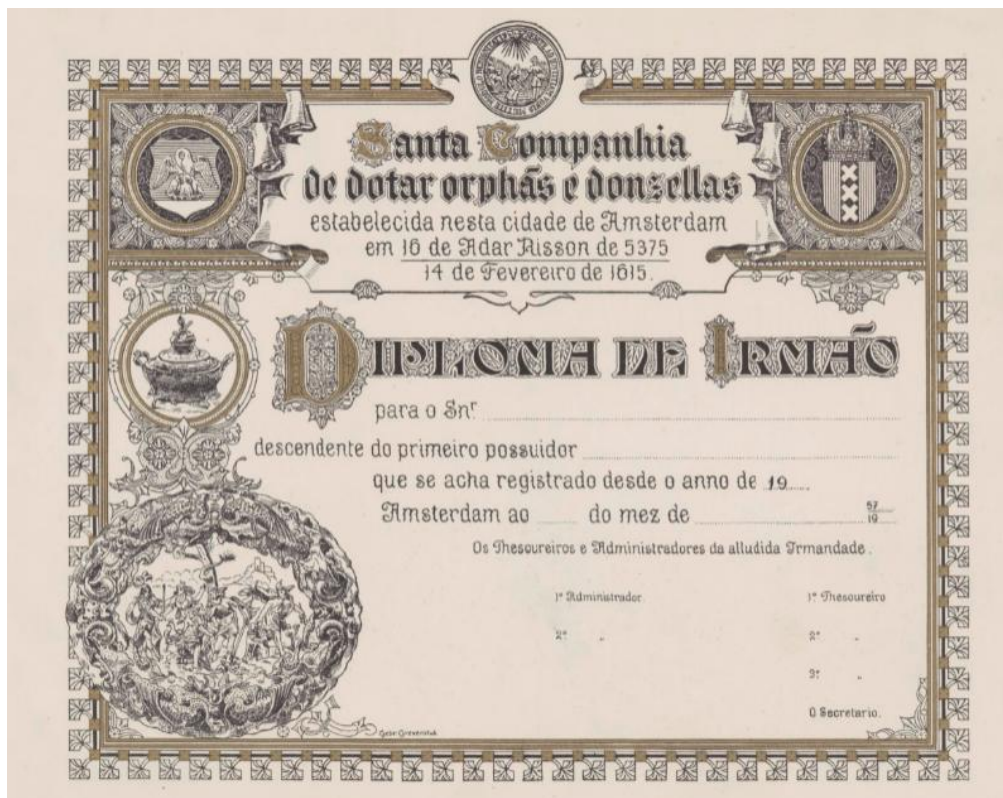 Santa Companhia
de dotar orphãs e donzellas
estabelecida nesta cidade de Amsterdam
em 16 de Adar Risson de 5375
14 de Fevereiro de 1615.
DIPLOMA DE IRMÃO
para o Snr
descendente do primeiro possuidor
que se acha registrado desde o anno de 19
Amsterdam ao do mez de 57
19
Os Thesoureiros e Administradores da alludida Irmandade.
1º Administrador 1º Thesoureiro
2º " 2º "
3º "
O Secretario.